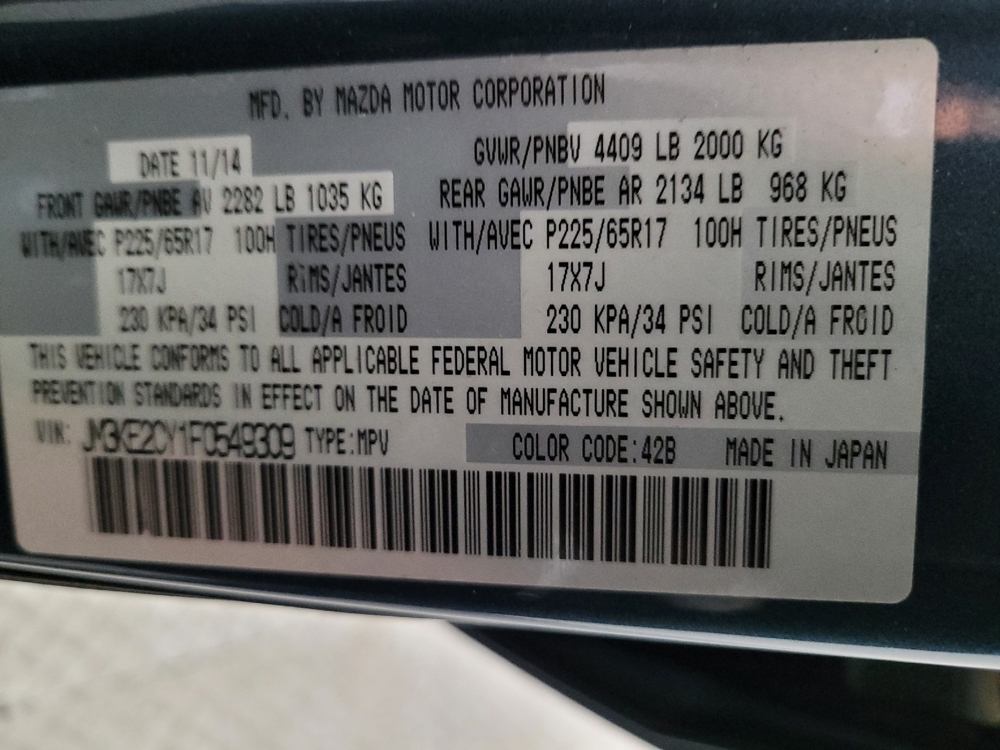 MFD. BY MAZDA MOTOR CORPORATION
DATE 11/14 GVWR/PNBV 4409 LB 2000 KG
FRONT GAWR/PNBE AV 2282 LB 1035 KG REAR GAWR/PNBE AR 2134 LB 968 KG
WITH/AVEC P225/65R17 100H TIRES/PNEUS WITH/AVEC P225/65R17 100H TIRES/PNEUS
17X7J RIMS/JANTES 17X7J RIMS/JANTES
230 KPA/34 PSI COLD/A FROID 230 KPA/34 PSI COLD/A FROID
THIS VEHICLE CONFORMS TO ALL APPLICABLE FEDERAL MOTOR VEHICLE SAFETY AND THEFT
PREVENTION STANDARDS IN EFFECT ON THE DATE OF MANUFACTURE SHOWN ABOVE.
VIN: JM3KE2CY1F0549309 TYPE:MPV COLOR CODE:42B MADE IN JAPAN